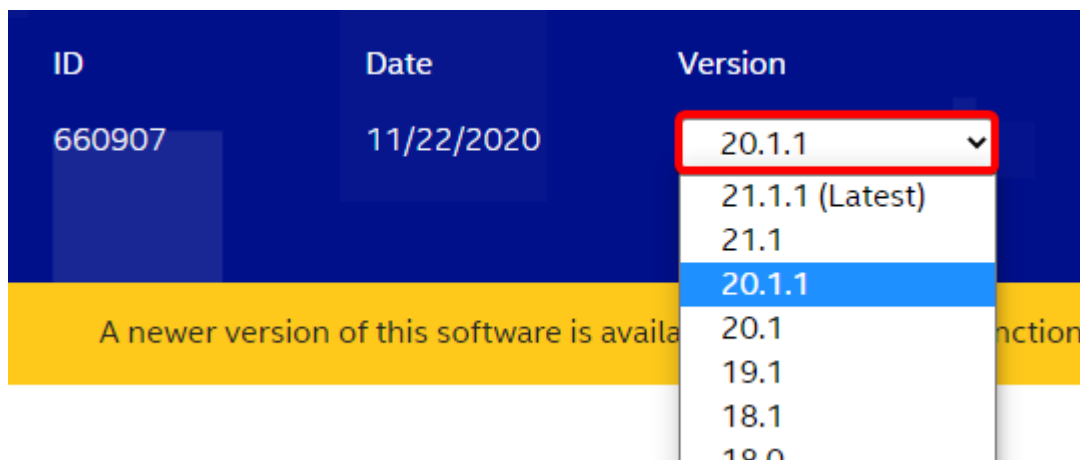 ID Date Version
660907 11/22/2020 20.1.1
21.1.1 (Latest)
21.1
20.1.1
A newer version of this software is
20.1
19.1
18.1